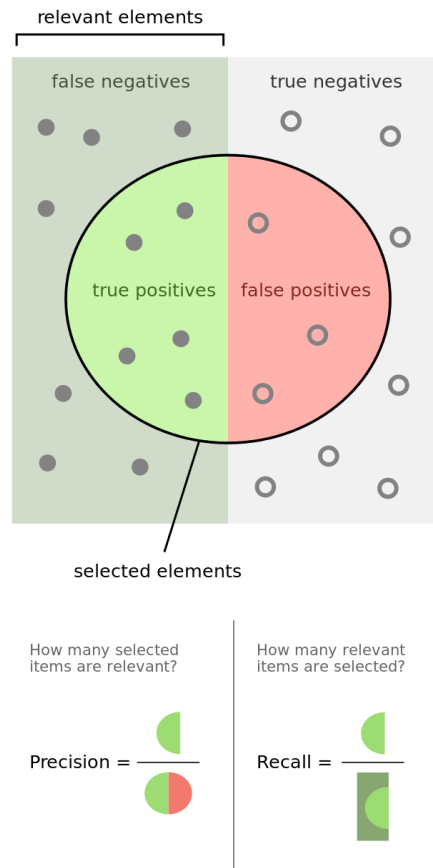 relevant elements
false negatives
true negatives
true positives
false positives
selected elements
How many selected
items are relevant?
How many relevant
items are selected?
Precision =
Recall =